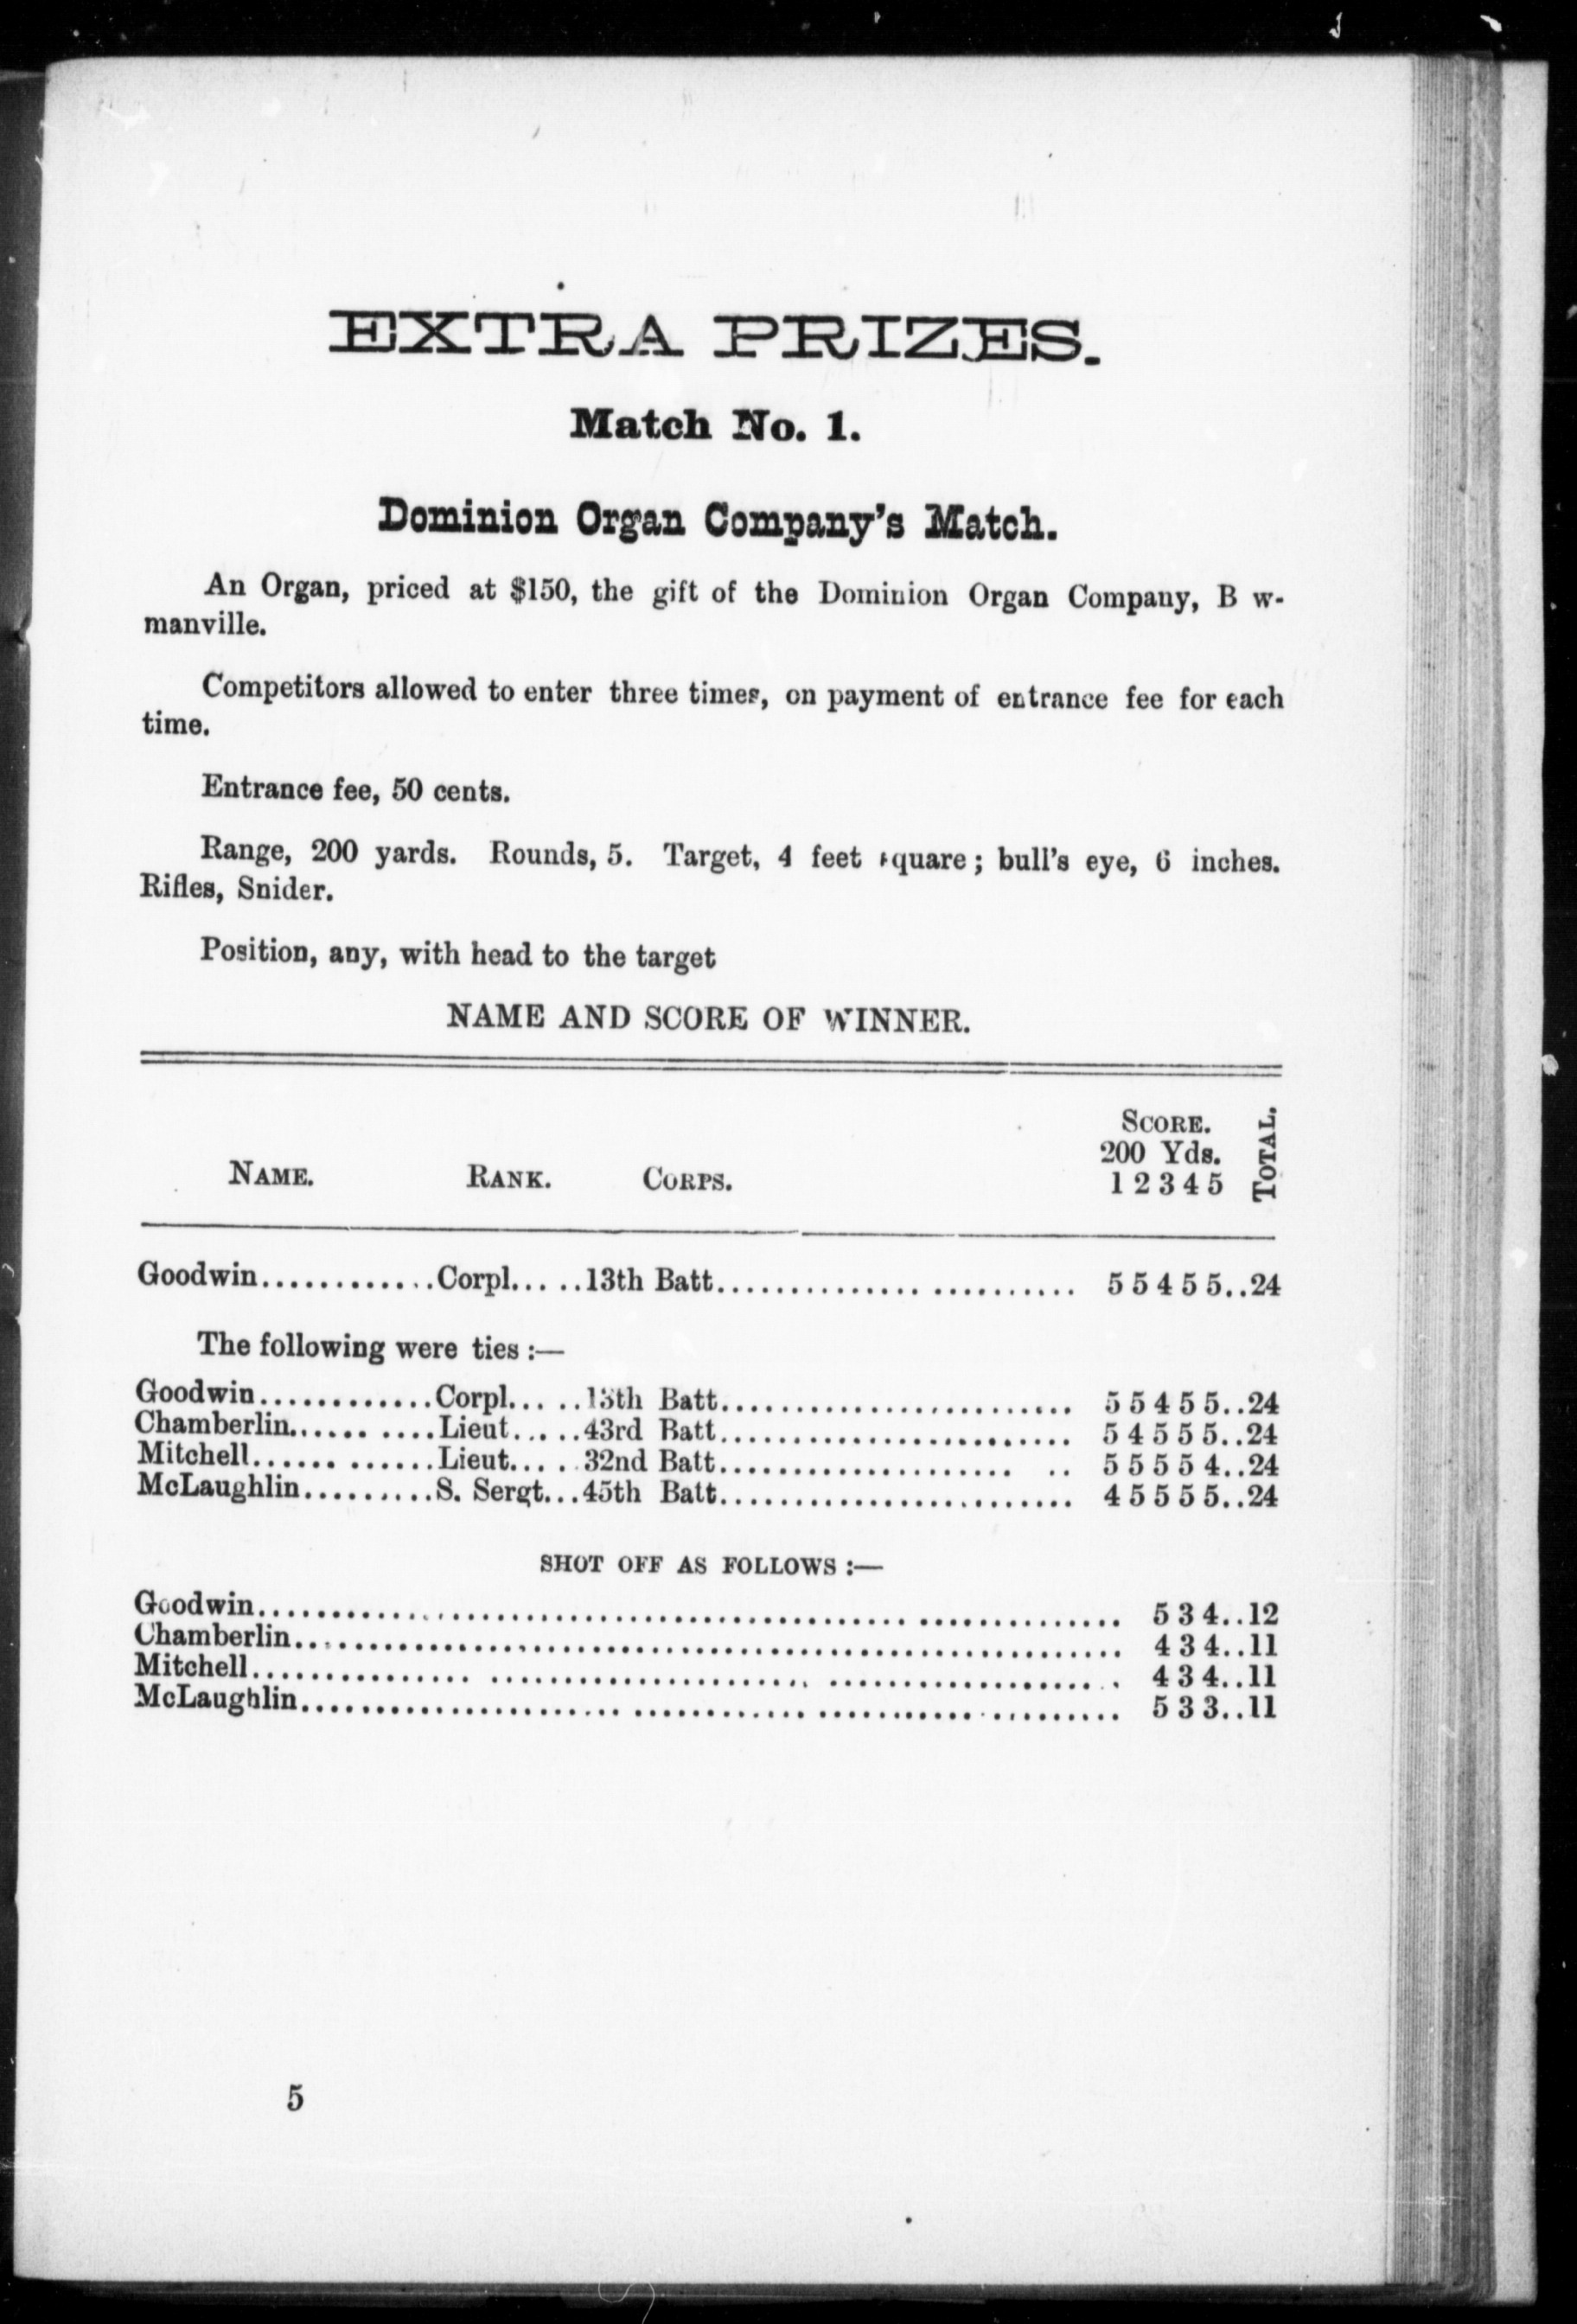 EXTRA PRIZES.
Match No. 1.
Dominion Organ Company's Match.
An Organ, priced at $150, the gift of the Dominion Organ Company, B w-
manville.
Competitors allowed to enter three times, on payment of entrance fee for each
time.
Entrance fee, 50 cents.
Range, 200 yards. Rounds, 5. Target, 4 feet square; bull's eye, 6 inches.
Rifles, Snider.
Position, any, with head to the target
NAME AND SCORE OF WINNER.
SCORE.
200 Yds.
NAME. RANK. CORPS. 1 2 3 4 5 TOTAL.
Goodwin............Corpl.....13th Batt......................... 5 5 4 5 5..24
The following were ties :—
Goodwin............Corpl.....13th Batt......................... 5 5 4 5 5..24
Chamberlin..........Lieut.....43rd Batt......................... 5 4 5 5 5..24
Mitchell............Lieut.....32nd Batt.................... .. 5 5 5 5 4..24
McLaughlin.........S. Sergt...45th Batt......................... 4 5 5 5 5..24
SHOT OFF AS FOLLOWS :—
Goodwin.......................................................... 5 3 4..12
Chamberlin....................................................... 4 3 4..11
Mitchell......................................................... 4 3 4..11
McLaughlin....................................................... 5 3 3..11
5